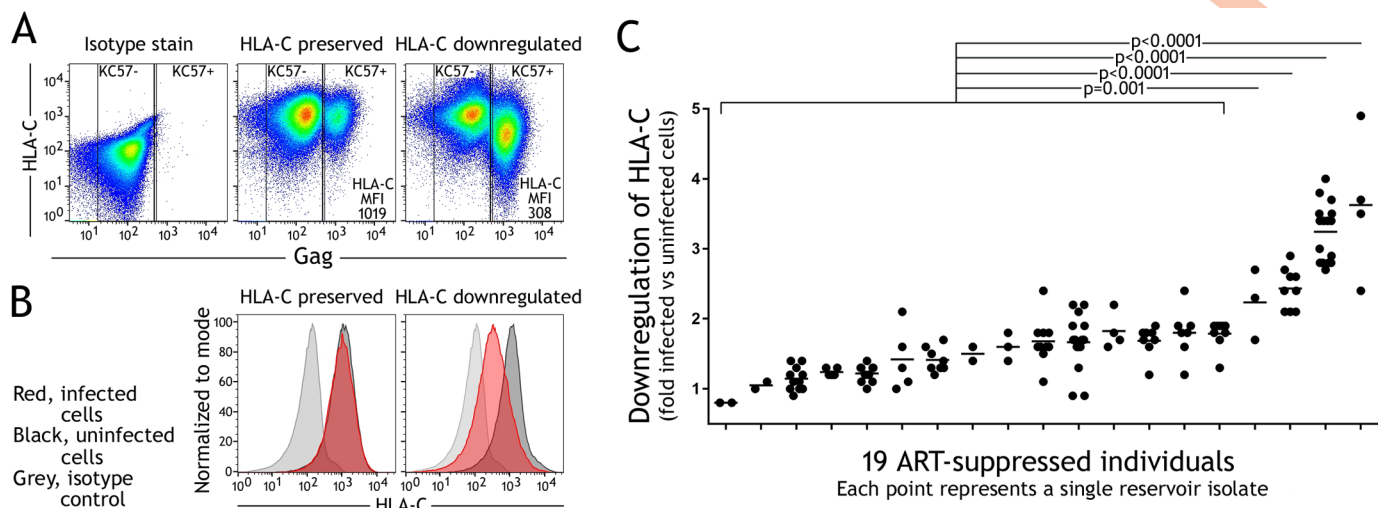 A
Isotype stain
HLA-C preserved
HLA-C downregulated
KC57-
KC57+
KC57-
KC57+
KC57-
KC57+
HLA-C
10⁴
10³
10²
10¹
10⁰
HLA-C
MFI
1019
HLA-C
MFI
308
10¹ 10² 10³ 10⁴
10¹ 10² 10³ 10⁴
10¹ 10² 10³ 10⁴
Gag
B
HLA-C preserved
HLA-C downregulated
Normalized to mode
100
80
60
40
20
0
10⁰ 10¹ 10² 10³ 10⁴
10⁰ 10¹ 10² 10³ 10⁴
HLA-C
Red, infected
cells
Black, uninfected
cells
Grey, isotype
control
C
p<0.0001
p<0.0001
p<0.0001
p=0.001
Downregulation of HLA-C
(fold infected vs uninfected cells)
5
4
3
2
1
19 ART-suppressed individuals
Each point represents a single reservoir isolate